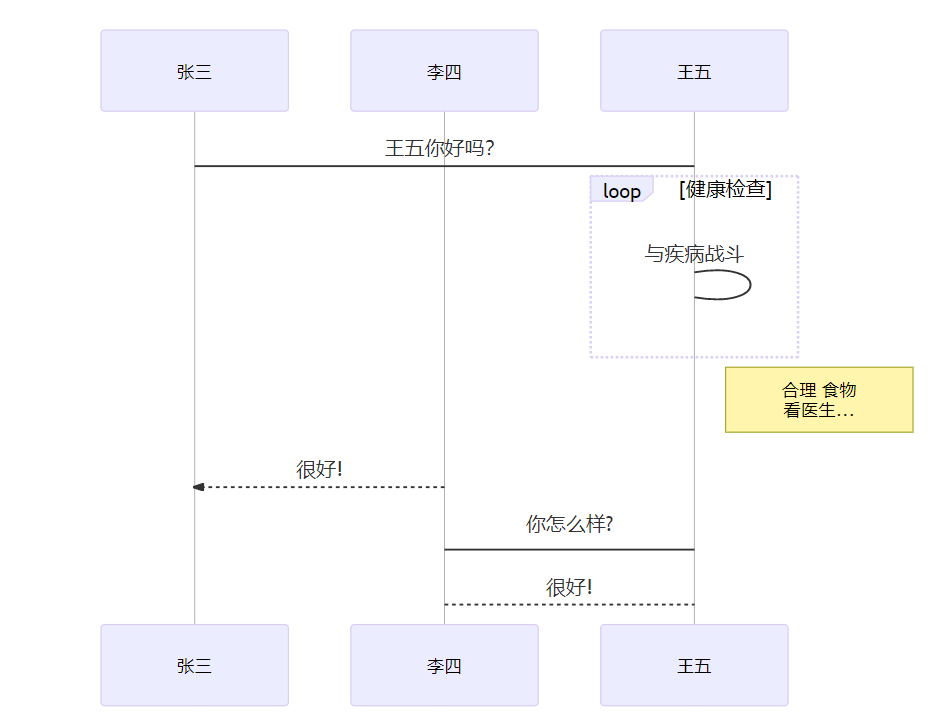 张三
李四
王五
王五你好吗?
loop
[健康检查]
与疾病战斗
合理 食物
看医生...
很好!
你怎么样?
很好!
张三
李四
王五